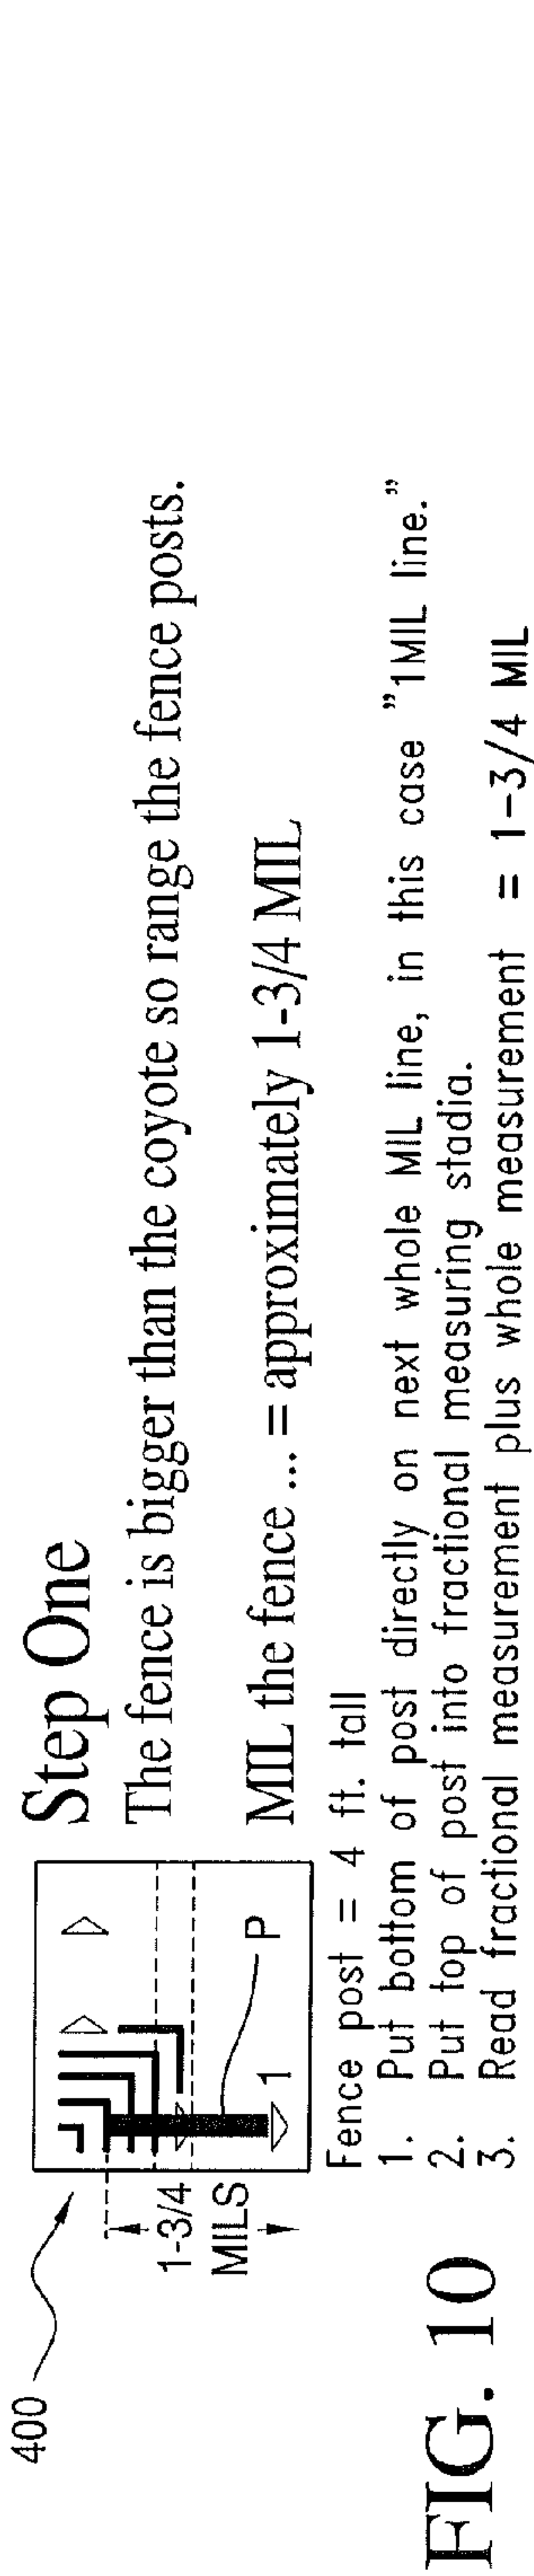 400
1-3/4
MILS
1
P
Step One
The fence is bigger than the coyote so range the fence posts.
MIL the fence ... = approximately 1-3/4 MIL
Fence post = 4 ft. tall
1. Put bottom of post directly on next whole MIL line, in this case "1MIL line."
2. Put top of post into fractional measuring stadia.
3. Read fractional measurement plus whole measurement = 1-3/4 MIL
FIG. 10